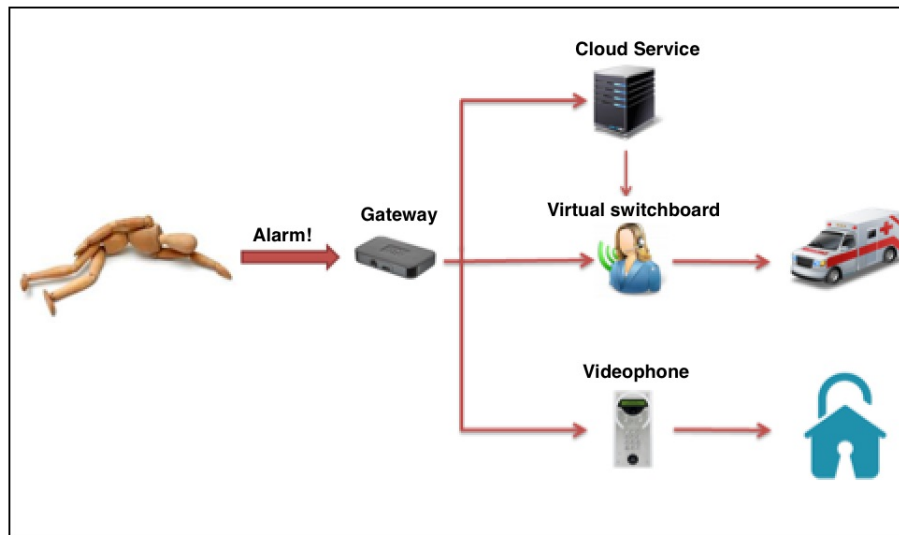 Cloud Service
Virtual switchboard
Gateway
Alarm!
Videophone